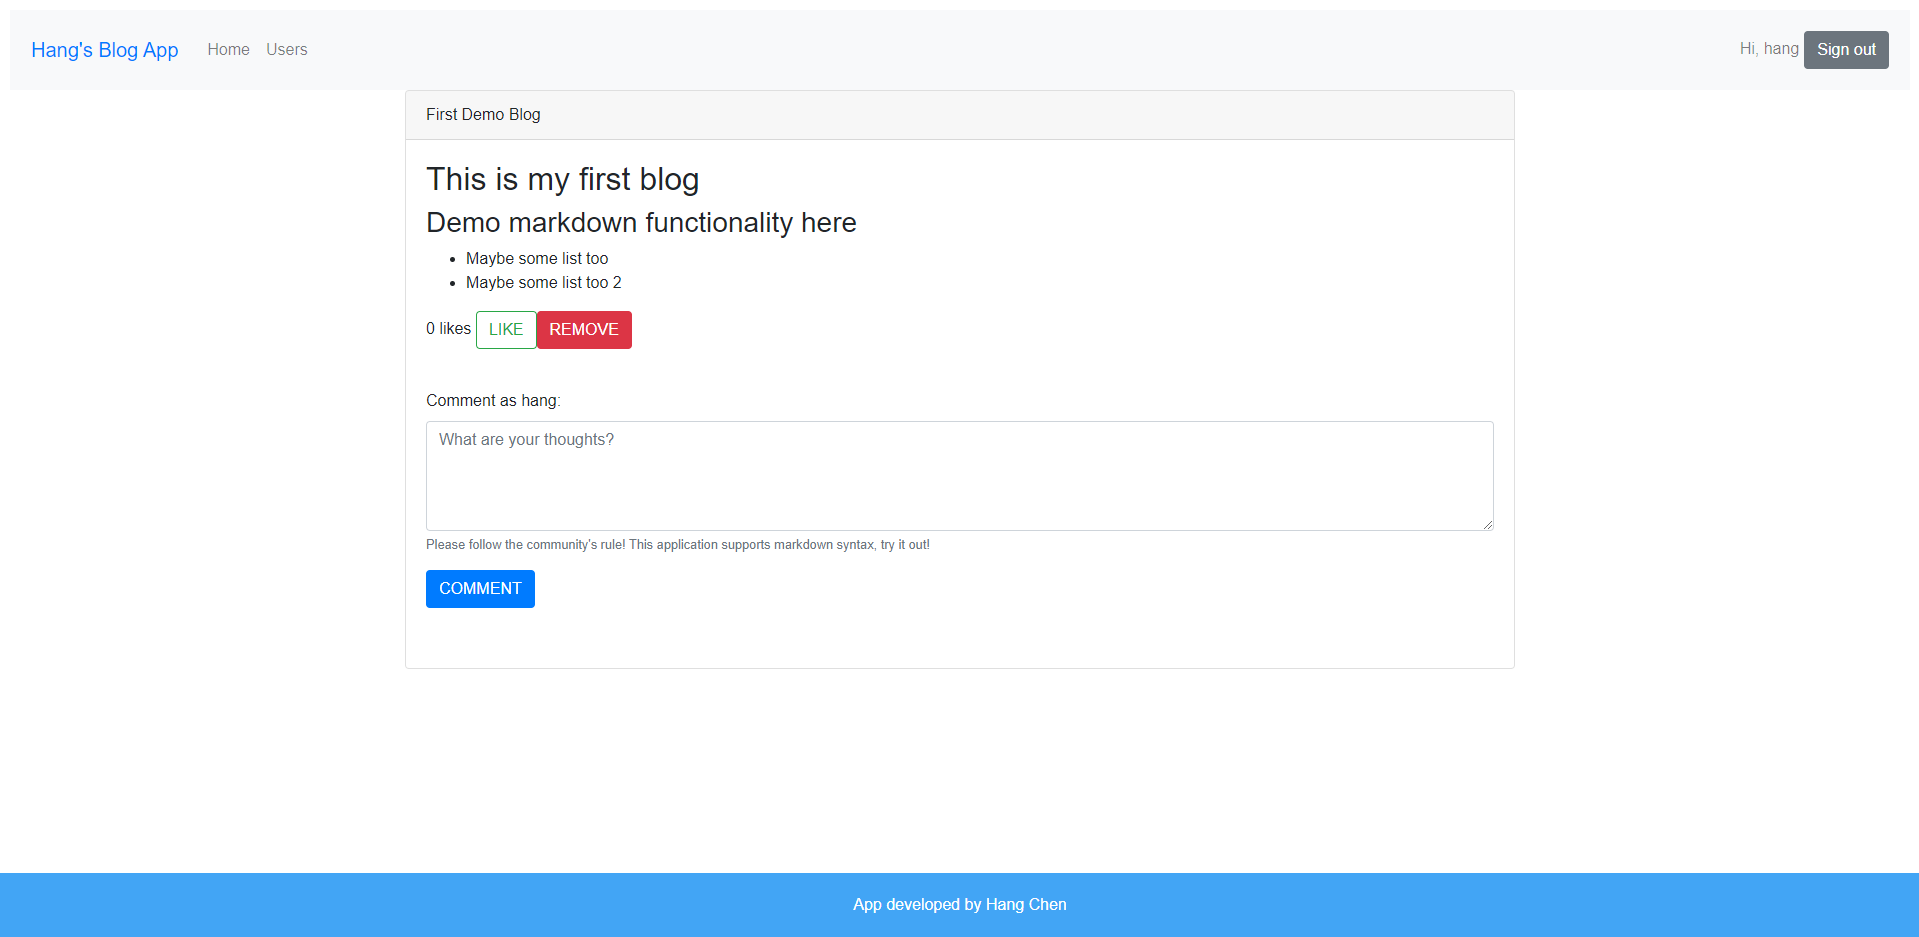 Hang's Blog App Home Users Hi, hang Sign out
First Demo Blog
This is my first blog
Demo markdown functionality here
• Maybe some list too
• Maybe some list too 2
0 likes LIKE REMOVE
Comment as hang:
What are your thoughts?
Please follow the community's rule! This application supports markdown syntax, try it out!
COMMENT
App developed by Hang Chen